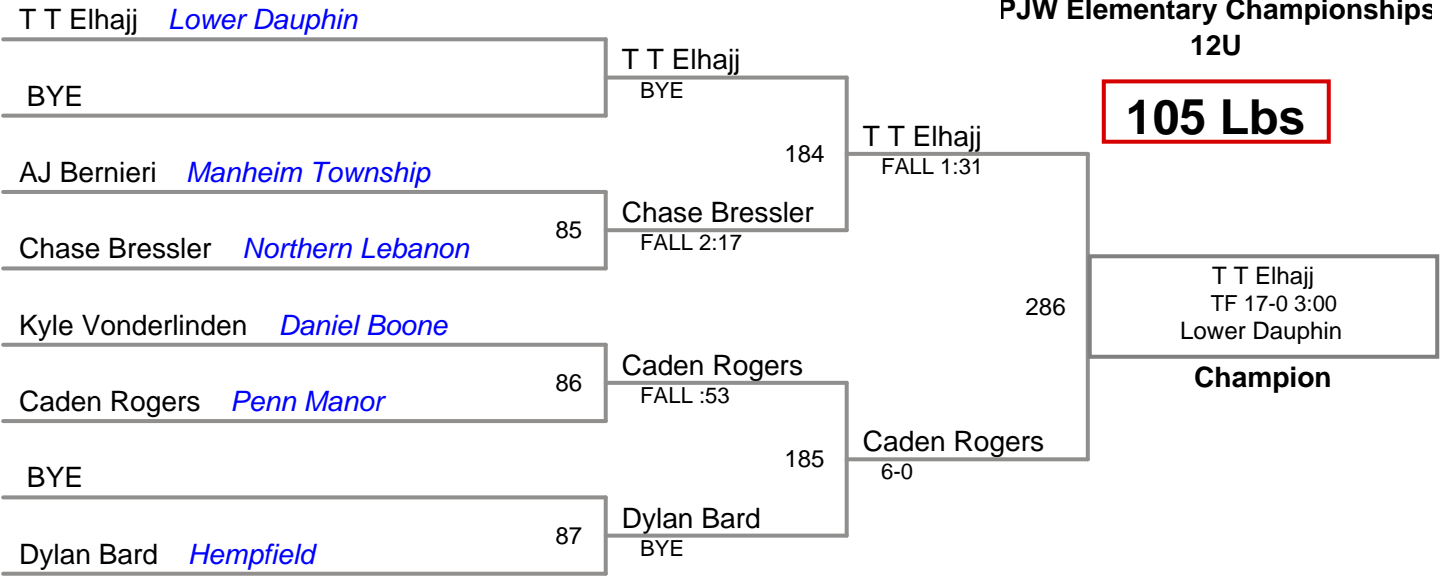 PJW Elementary Championships
12U
105 Lbs
T T Elhajj Lower Dauphin
BYE
AJ Bernieri Manheim Township
Chase Bressler Northern Lebanon
Kyle Vonderlinden Daniel Boone
Caden Rogers Penn Manor
BYE
Dylan Bard Hempfield
85
86
87
T T Elhajj
BYE
Chase Bressler
FALL 2:17
Caden Rogers
FALL :53
Dylan Bard
BYE
184
185
T T Elhajj
FALL 1:31
Caden Rogers
6-0
286
T T Elhajj
TF 17-0 3:00
Lower Dauphin
Champion